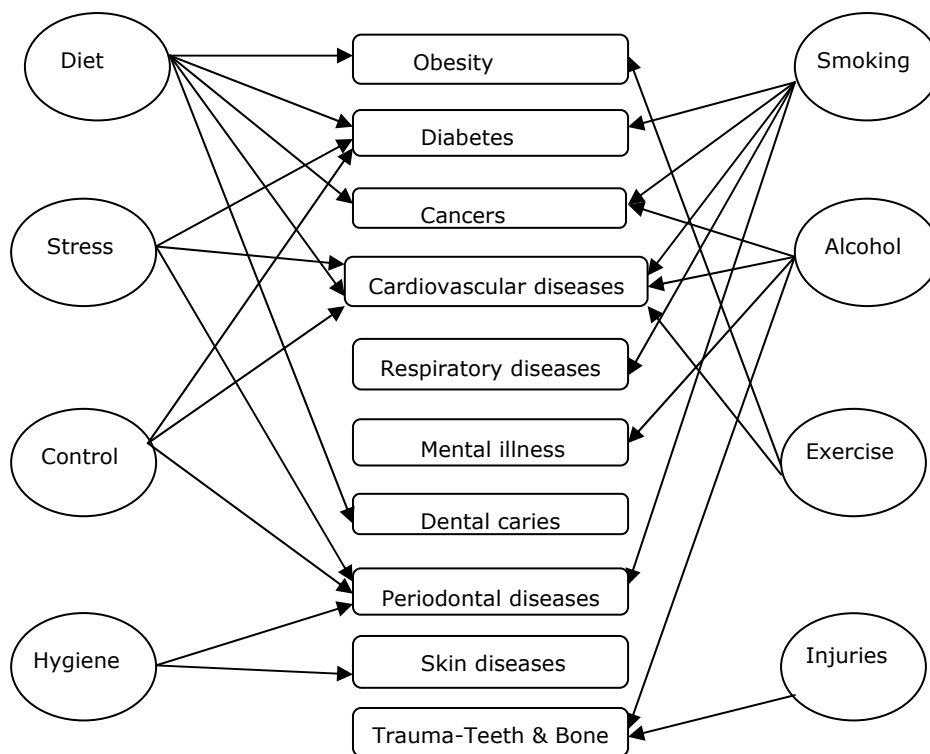 Diet
Obesity
Smoking
Diabetes
Cancers
Stress
Alcohol
Cardiovascular diseases
Respiratory diseases
Mental illness
Control
Exercise
Dental caries
Periodontal diseases
Hygiene
Skin diseases
Injuries
Trauma-Teeth & Bone